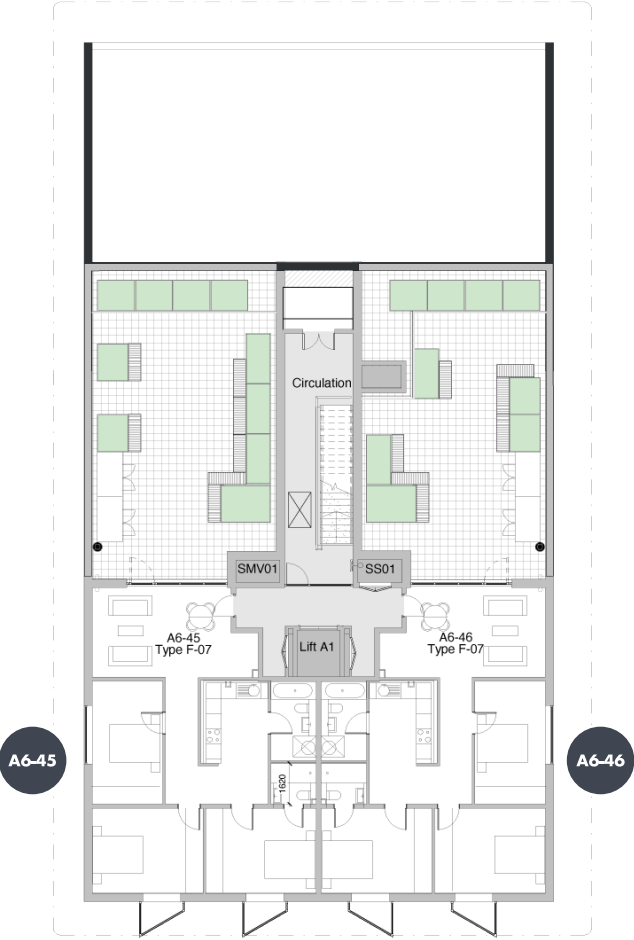 Circulation
SMV01
SS01
A6-45
Type F-07
Lift A1
A6-46
Type F-07
A6-45
A6-46
1620